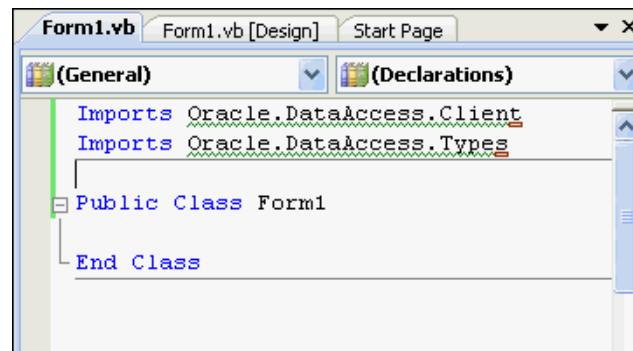 Form1.vb Form1.vb [Design] Start Page
(General) (Declarations)
Imports Oracle.DataAccess.Client
Imports Oracle.DataAccess.Types
Public Class Form1
End Class